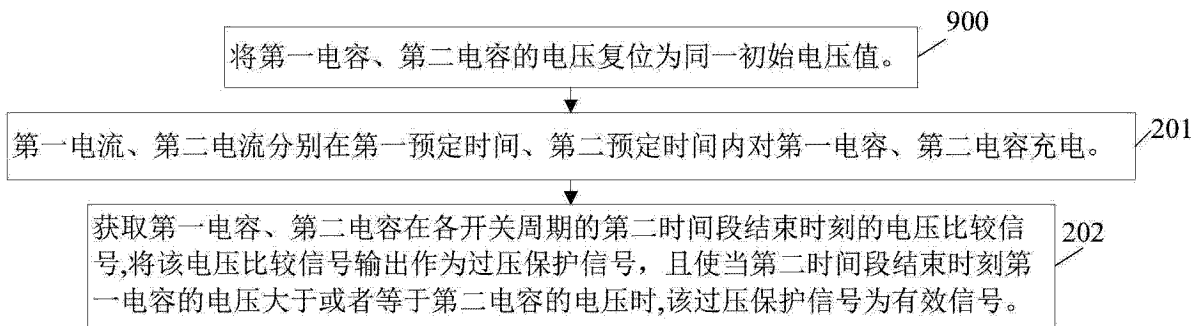 900
将第一电容、第二电容的电压复位为同一初始电压值。
201
第一电流、第二电流分别在第一预定时间、第二预定时间内对第一电容、第二电容充电。
202
获取第一电容、第二电容在各开关周期的第二时间段结束时刻的电压比较信
号,将该电压比较信号输出作为过压保护信号，且使当第二时间段结束时刻第
一电容的电压大于或者等于第二电容的电压时,该过压保护信号为有效信号。